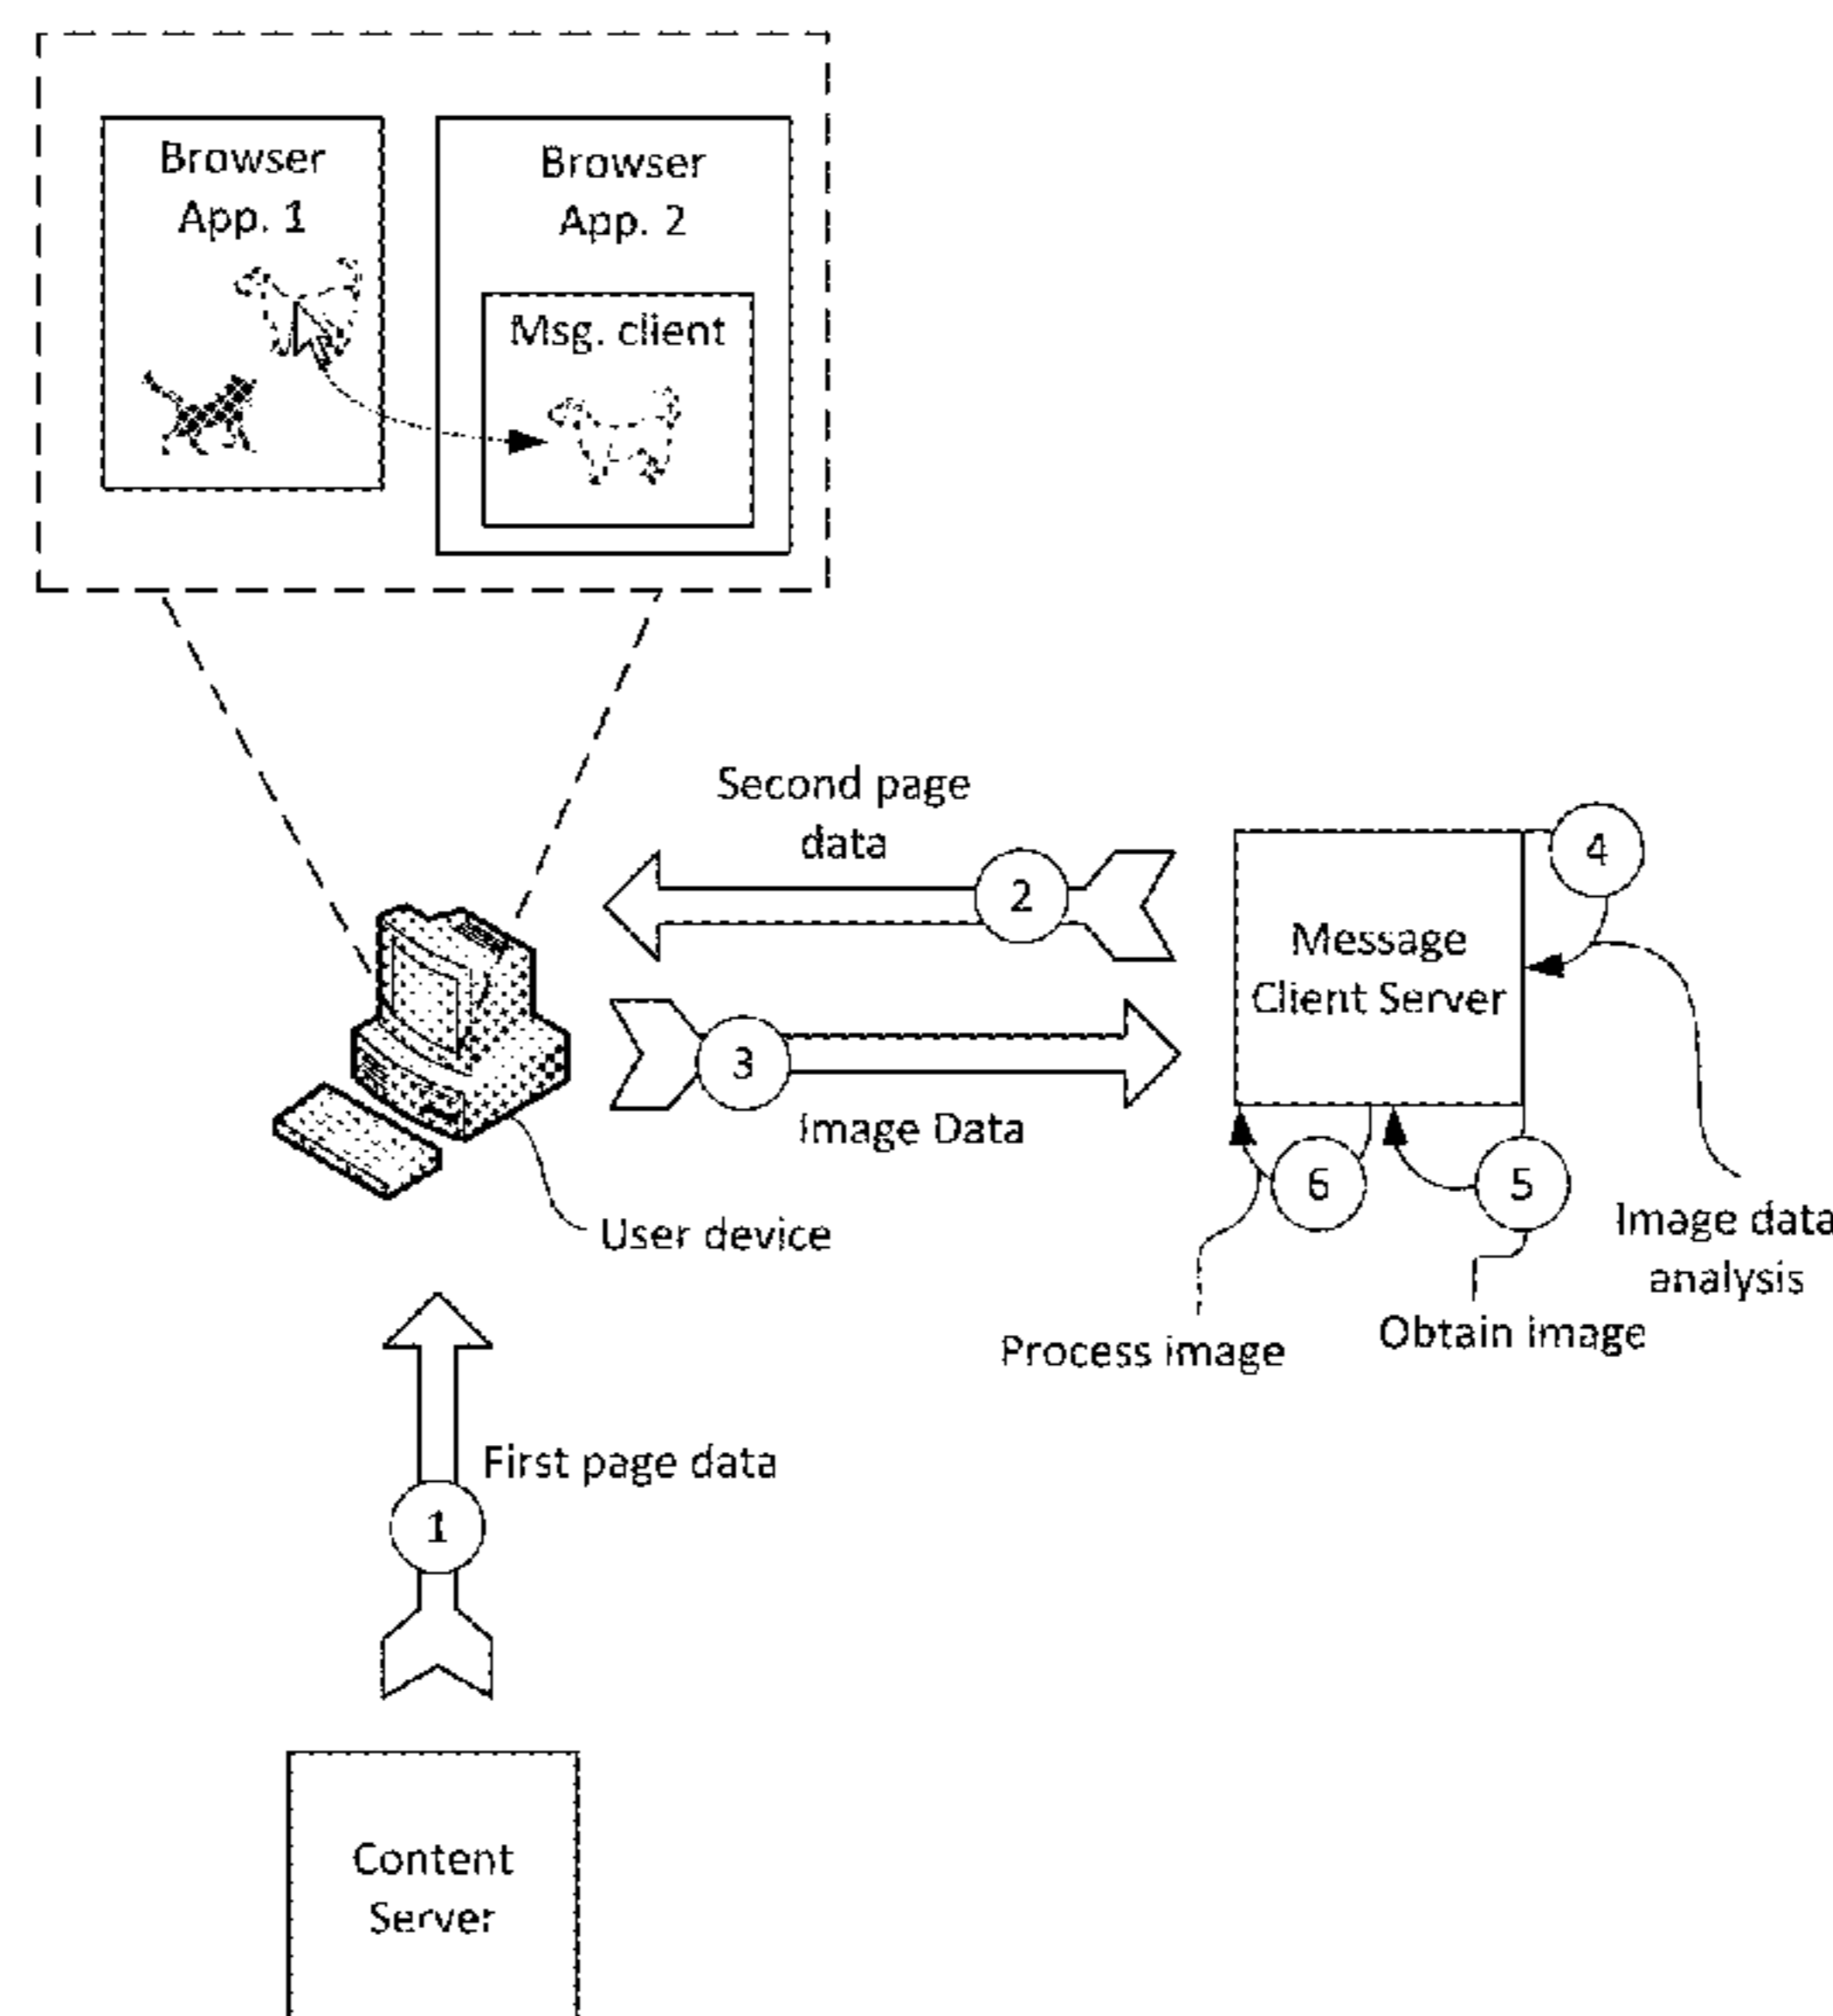 Browser
App. 1
Browser
App. 2
Msg. client
Second page
data
2
4
Message
Client Server
3
Image Data
6
5
User device
Image data
analysis
Obtain image
Process image
First page data
1
Content
Server